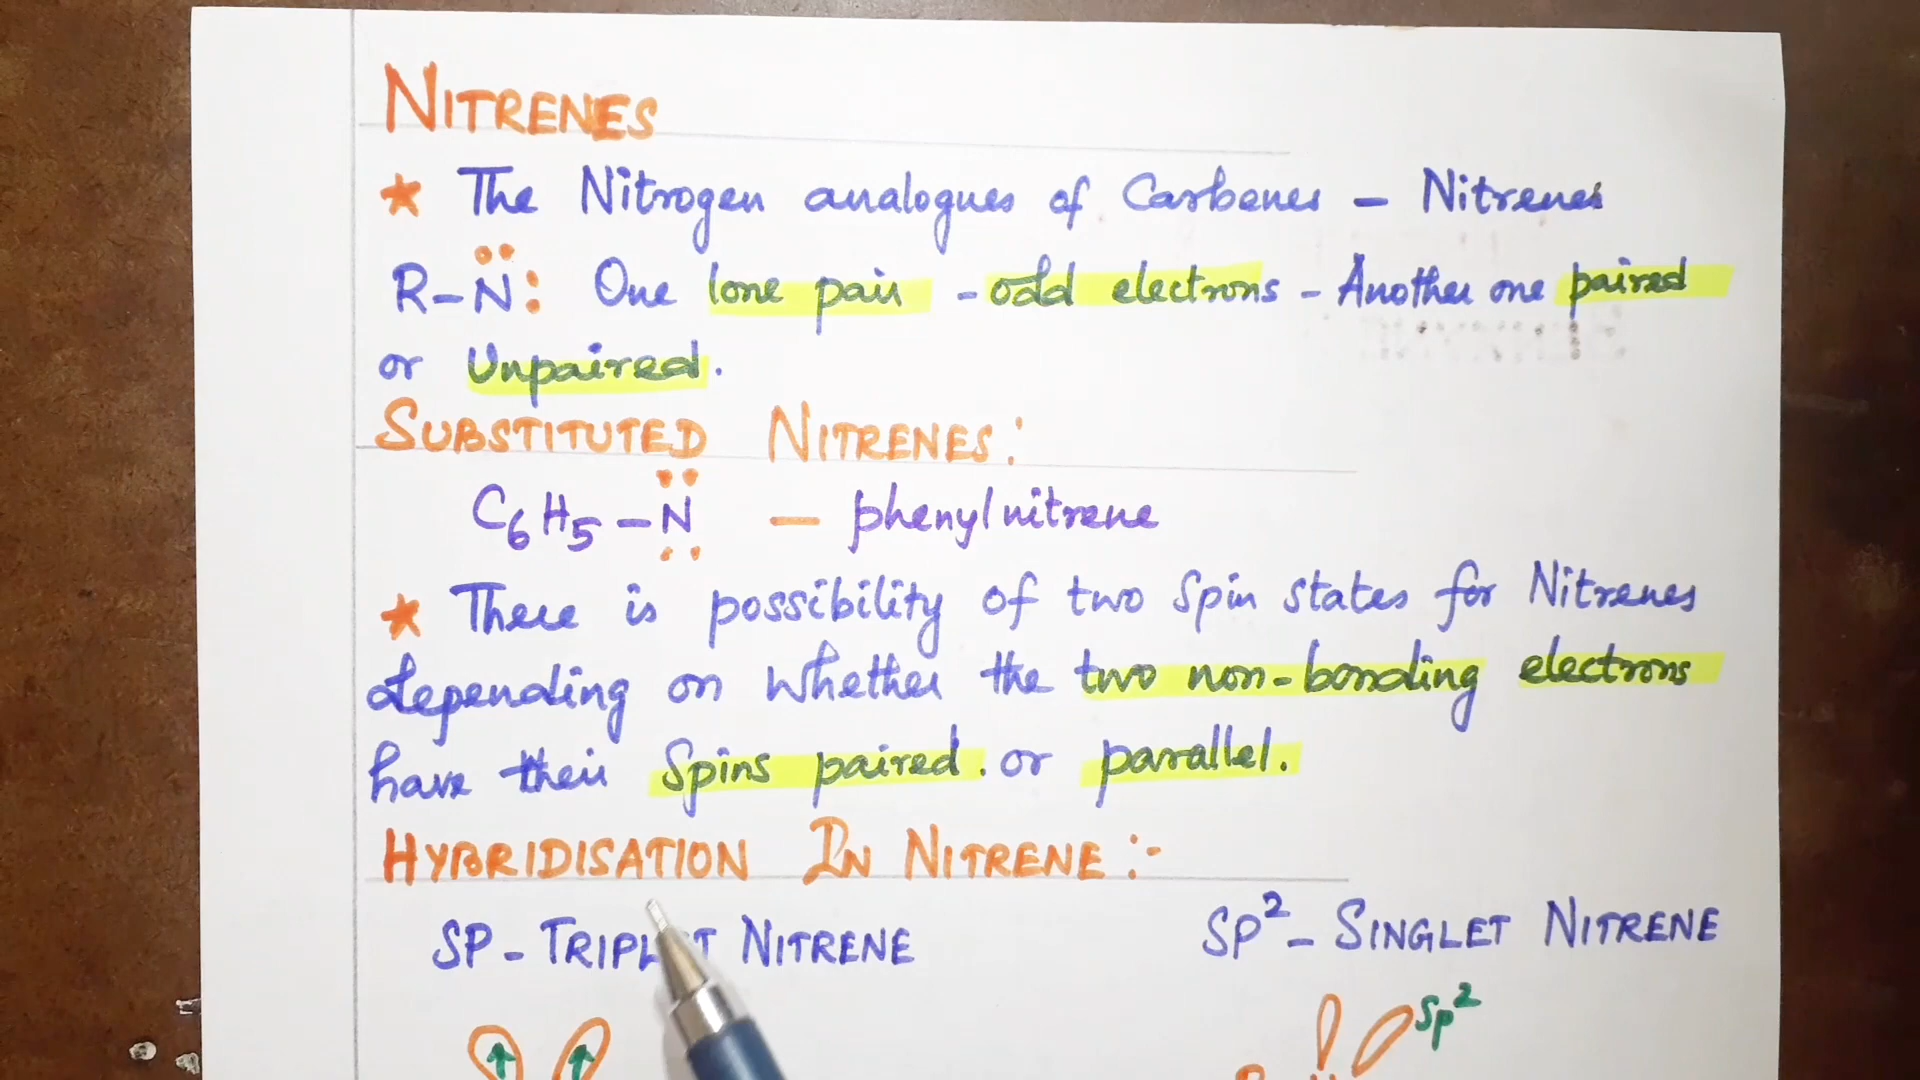 NITRENES
★ The Nitrogen analogues of Carbenes – Nitrenes
R–N: One lone pair - odd electrons - Another one paired
or Unpaired.
SUBSTITUTED NITRENES:
C₆H₅–N – phenylnitrene
★ There is possibility of two Spin states for Nitrenes
depending on whether the two non-bonding electrons
have their Spins paired. or parallel.
HYBRIDISATION IN NITRENE:-
SP - TRIPLET NITRENE SP² - SINGLET NITRENE
Sp²